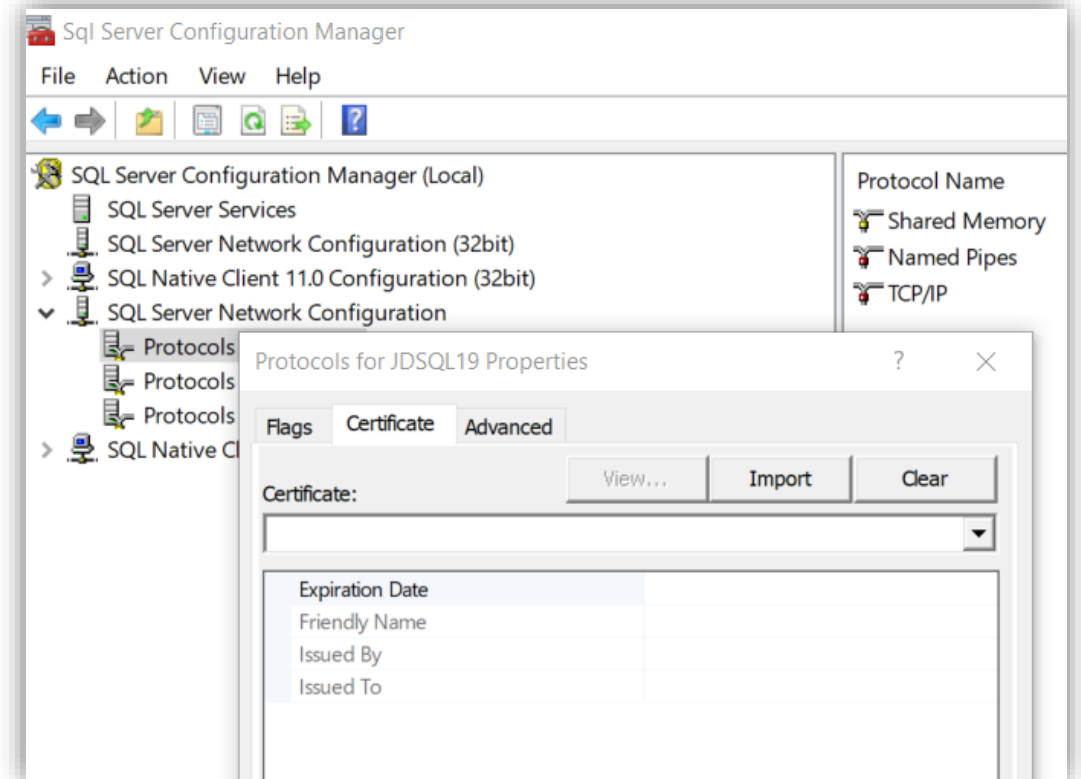 Sql Server Configuration Manager
File Action View Help
SQL Server Configuration Manager (Local)
SQL Server Services
SQL Server Network Configuration (32bit)
SQL Native Client 11.0 Configuration (32bit)
SQL Server Network Configuration
Protocols
Protocols
Protocols
SQL Native Cl
Protocol Name
Shared Memory
Named Pipes
TCP/IP
Protocols for JDSQL19 Properties
Flags Certificate Advanced
View... Import Clear
Certificate:
Expiration Date
Friendly Name
Issued By
Issued To